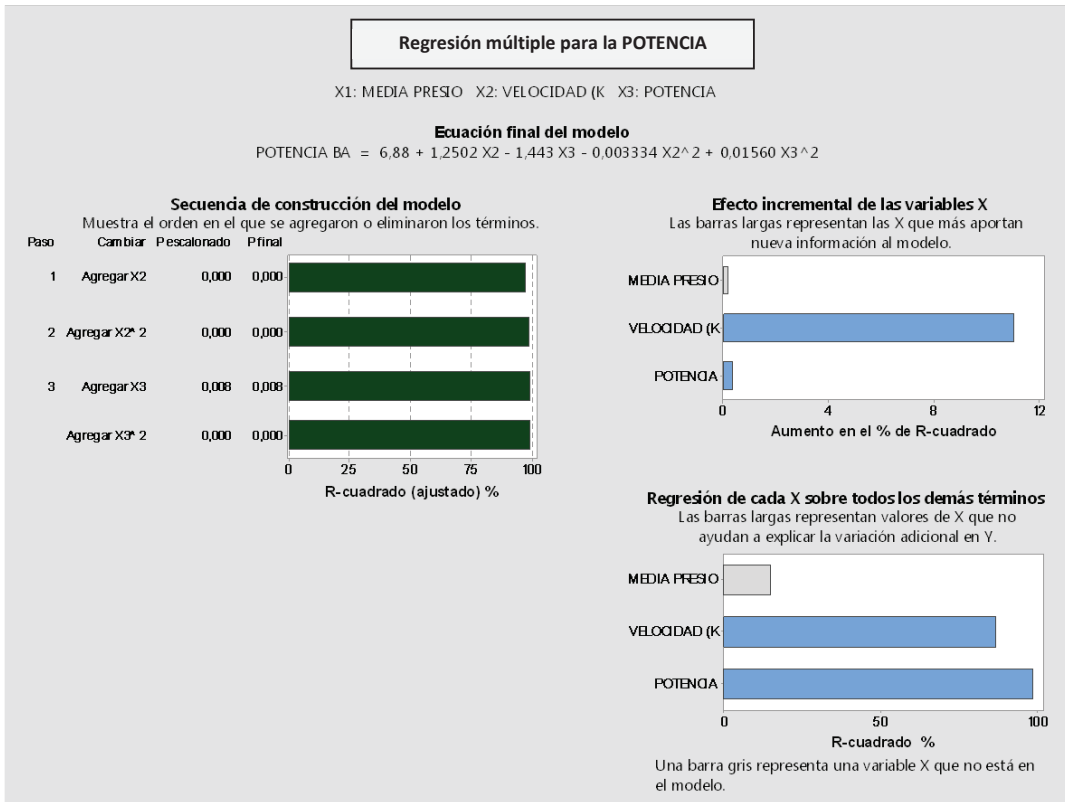 Regresión múltiple para la POTENCIA
X1: MEDIA PRESIO X2: VELOCIDAD (K X3: POTENCIA
Ecuación final del modelo
POTENCIA BA = 6,88 + 1,2502 X2 - 1,443 X3 - 0,003334 X2^2 + 0,01560 X3^2
Secuencia de construcción del modelo
Muestra el orden en el que se agregaron o eliminaron los términos.
Paso Cambiar P escalonado P final
1 Agregar X2 0,000 0,000
2 Agregar X2^2 0,000 0,000
3 Agregar X3 0,008 0,008
Agregar X3^2 0,000 0,000
0 25 50 75 100
R-cuadrado (ajustado) %
Efecto incremental de las variables X
Las barras largas representan las X que más aportan
nueva información al modelo.
MEDIA PRESIO
VELOCIDAD (K
POTENCIA
0 4 8 12
Aumento en el % de R-cuadrado
Regresión de cada X sobre todos los demás términos
Las barras largas representan valores de X que no
ayudan a explicar la variación adicional en Y.
MEDIA PRESIO
VELOCIDAD (K
POTENCIA
0 50 100
R-cuadrado %
Una barra gris representa una variable X que no está en
el modelo.